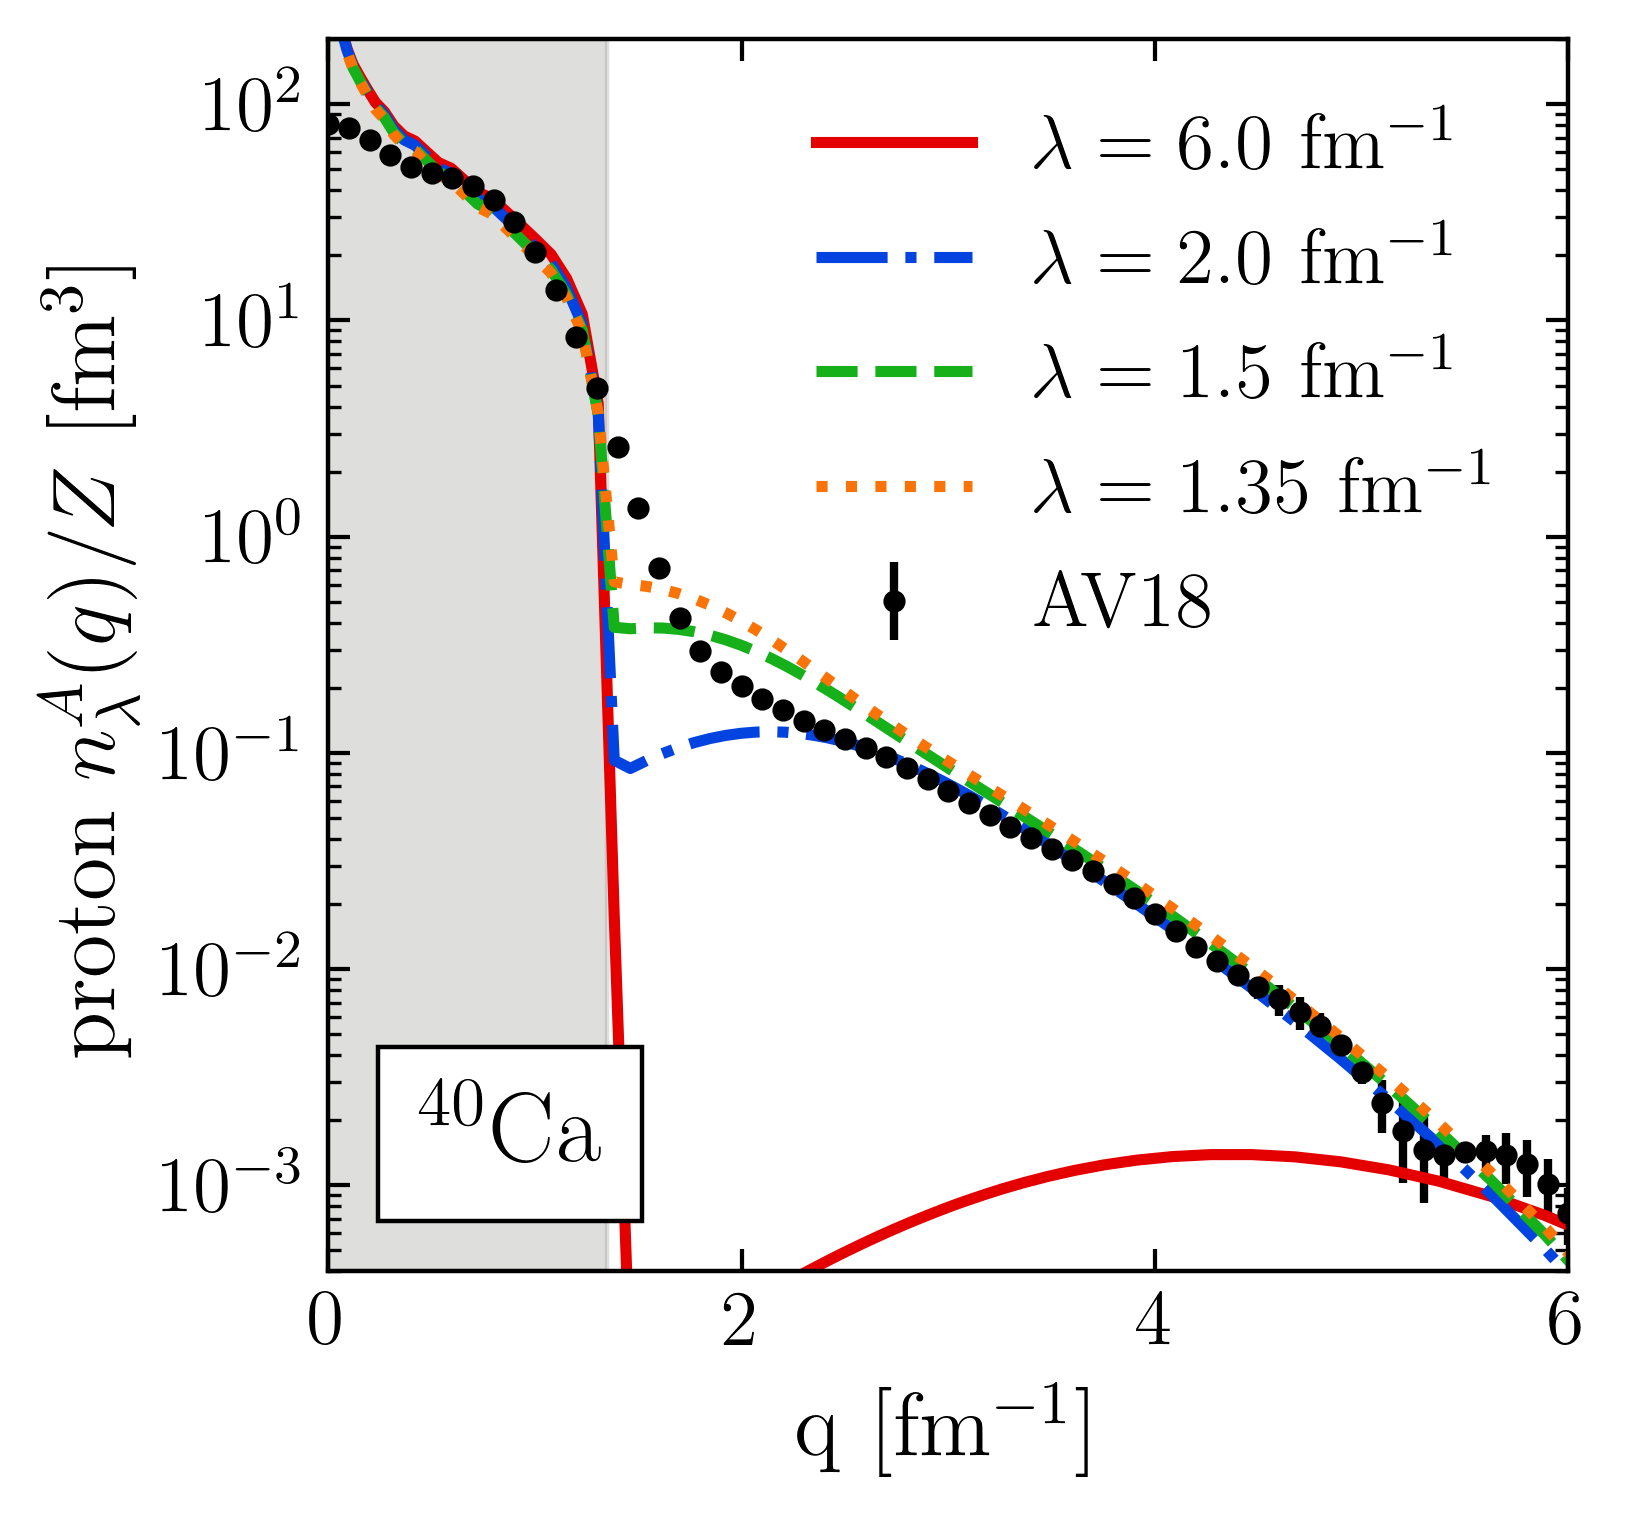 proton n_λ^A(q)/Z [fm³]
10²
10¹
10⁰
10⁻¹
10⁻²
10⁻³
λ = 6.0 fm⁻¹
λ = 2.0 fm⁻¹
λ = 1.5 fm⁻¹
λ = 1.35 fm⁻¹
AV18
⁴⁰Ca
0 2 4 6
q [fm⁻¹]